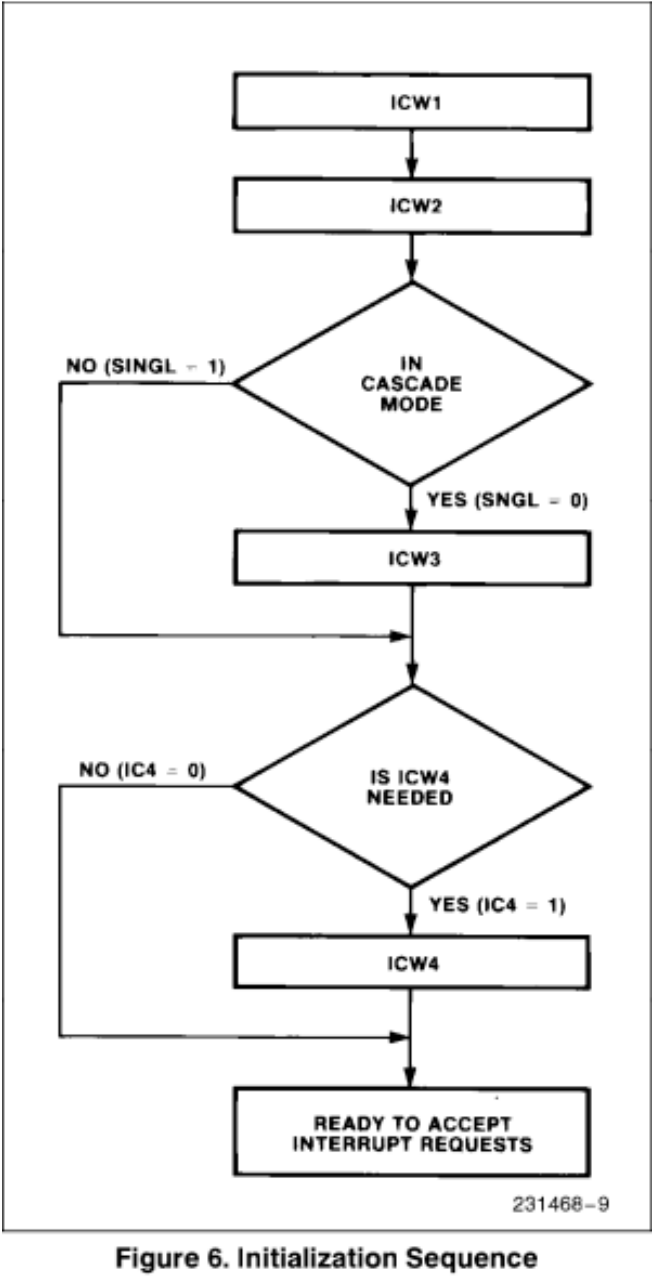 ICW1
ICW2
IN
CASCADE
MODE
NO (SINGL = 1)
YES (SNGL = 0)
ICW3
IS ICW4
NEEDED
NO (IC4 = 0)
YES (IC4 = 1)
ICW4
READY TO ACCEPT
INTERRUPT REQUESTS
231468-9
Figure 6. Initialization Sequence